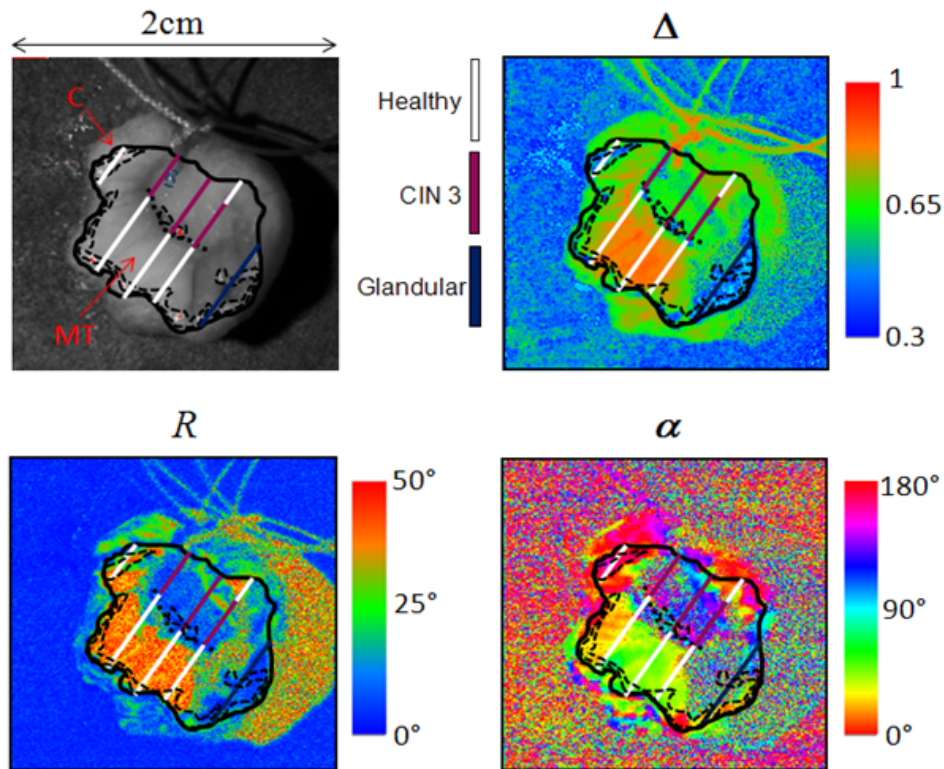 2cm
Δ
C
MT
Healthy
CIN 3
Glandular
1
0.65
0.3
R
α
50°
25°
0°
180°
90°
0°